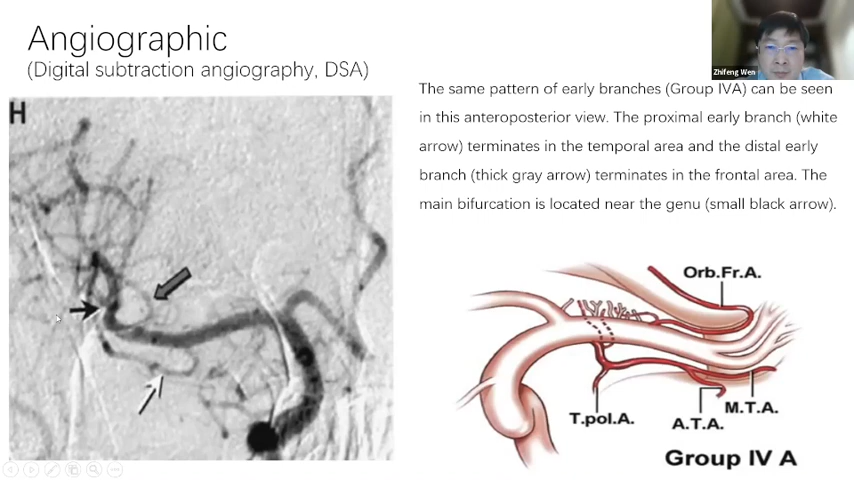 Angiographic
(Digital subtraction angiography, DSA)
Zhifeng Wen
The same pattern of early branches (Group IVA) can be seen
in this anteroposterior view. The proximal early branch (white
arrow) terminates in the temporal area and the distal early
branch (thick gray arrow) terminates in the frontal area. The
main bifurcation is located near the genu (small black arrow).
H
Orb.Fr.A.
T.pol.A.
M.T.A.
A.T.A.
Group IV A